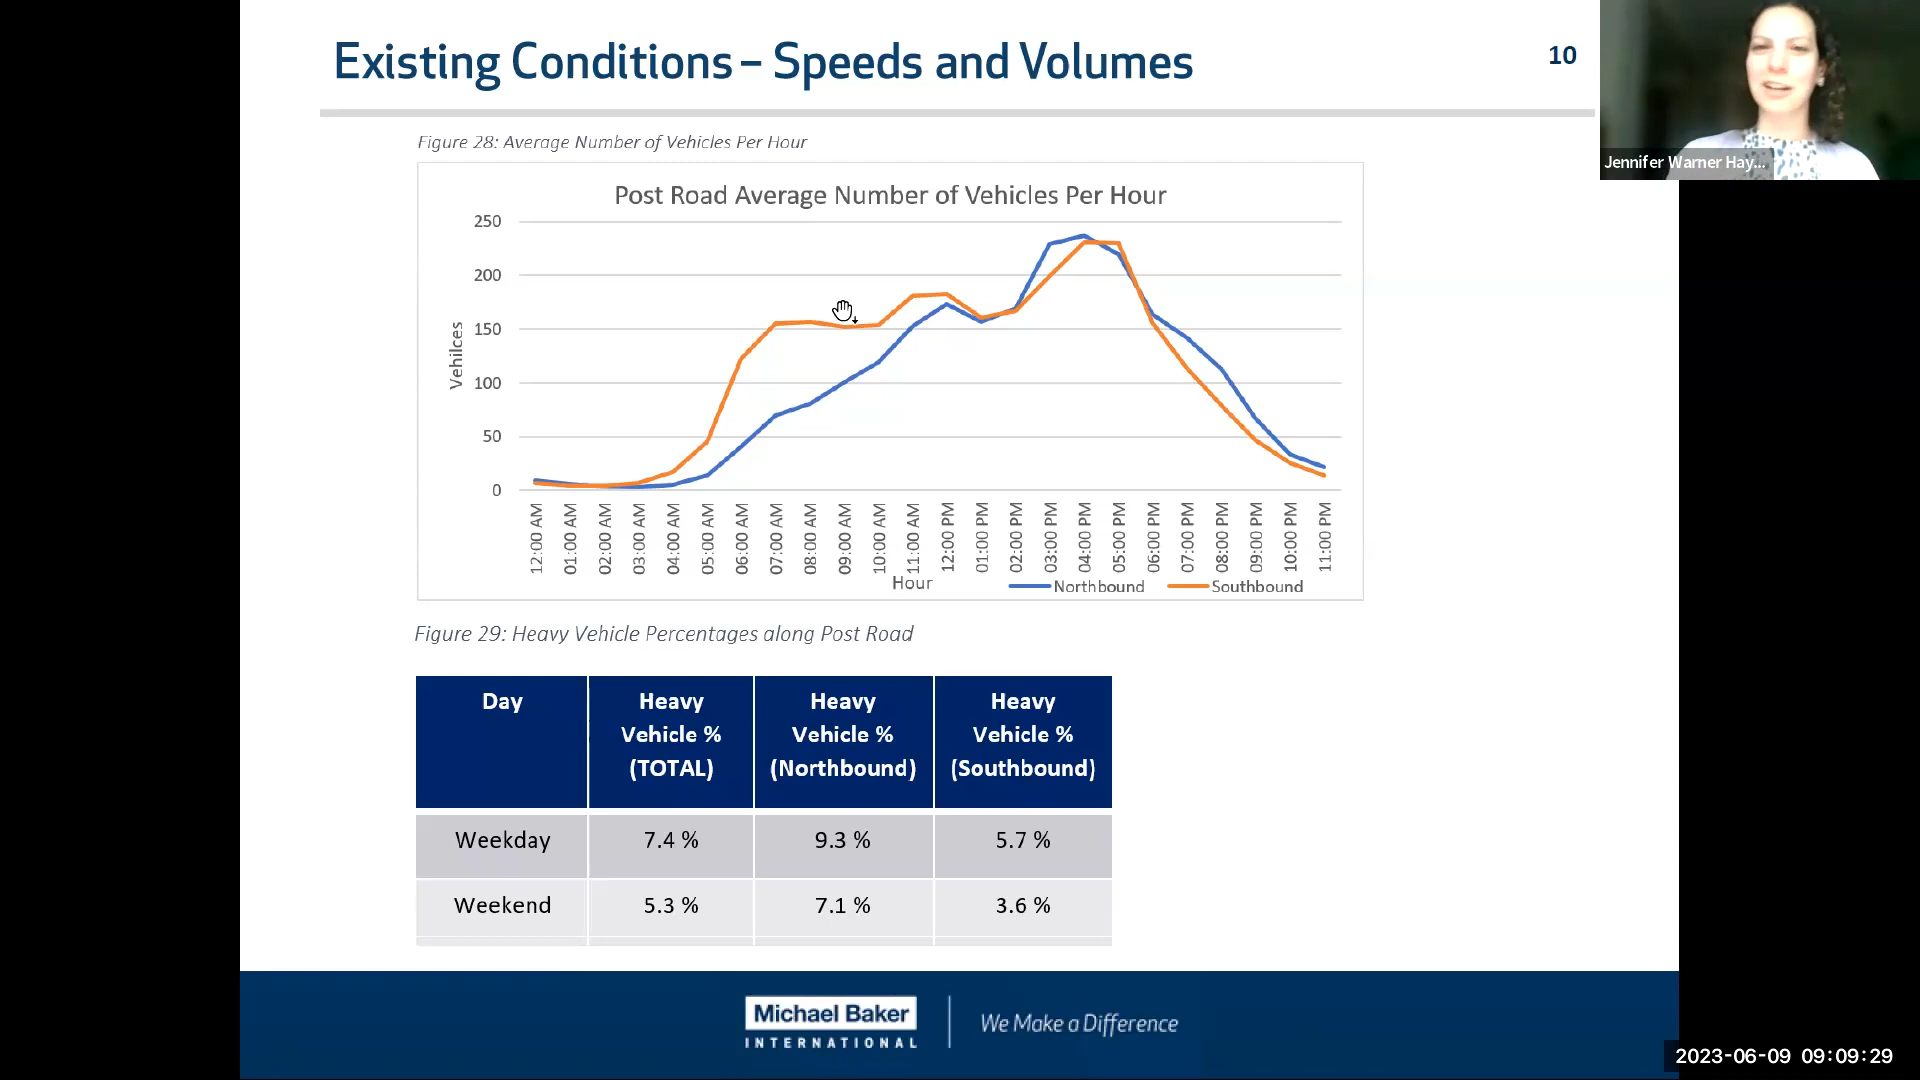 Existing Conditions – Speeds and Volumes
10
Jennifer Warner Hay...
Figure 28: Average Number of Vehicles Per Hour
Post Road Average Number of Vehicles Per Hour
250
200
150
100
50
0
Vehilces
12:00 AM
01:00 AM
02:00 AM
03:00 AM
04:00 AM
05:00 AM
06:00 AM
07:00 AM
08:00 AM
09:00 AM
10:00 AM
11:00 AM
12:00 PM
01:00 PM
02:00 PM
03:00 PM
04:00 PM
05:00 PM
06:00 PM
07:00 PM
08:00 PM
09:00 PM
10:00 PM
11:00 PM
Hour
Northbound Southbound
Figure 29: Heavy Vehicle Percentages along Post Road
Day Heavy Vehicle % (TOTAL) Heavy Vehicle % (Northbound) Heavy Vehicle % (Southbound)
Weekday 7.4 % 9.3 % 5.7 %
Weekend 5.3 % 7.1 % 3.6 %
Michael Baker
INTERNATIONAL
We Make a Difference
2023-06-09 09:09:29